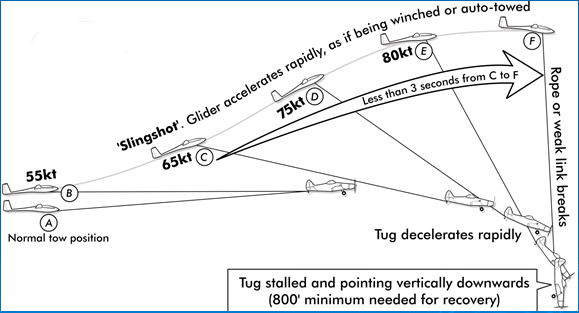 'Slingshot'. Glider accelerates rapidly, as if being winched or auto-towed
F
80kt E
Less than 3 seconds from C to F
75kt D
Rope or weak link breaks
65kt C
55kt
B
A
Normal tow position
Tug decelerates rapidly
Tug stalled and pointing vertically downwards
(800' minimum needed for recovery)